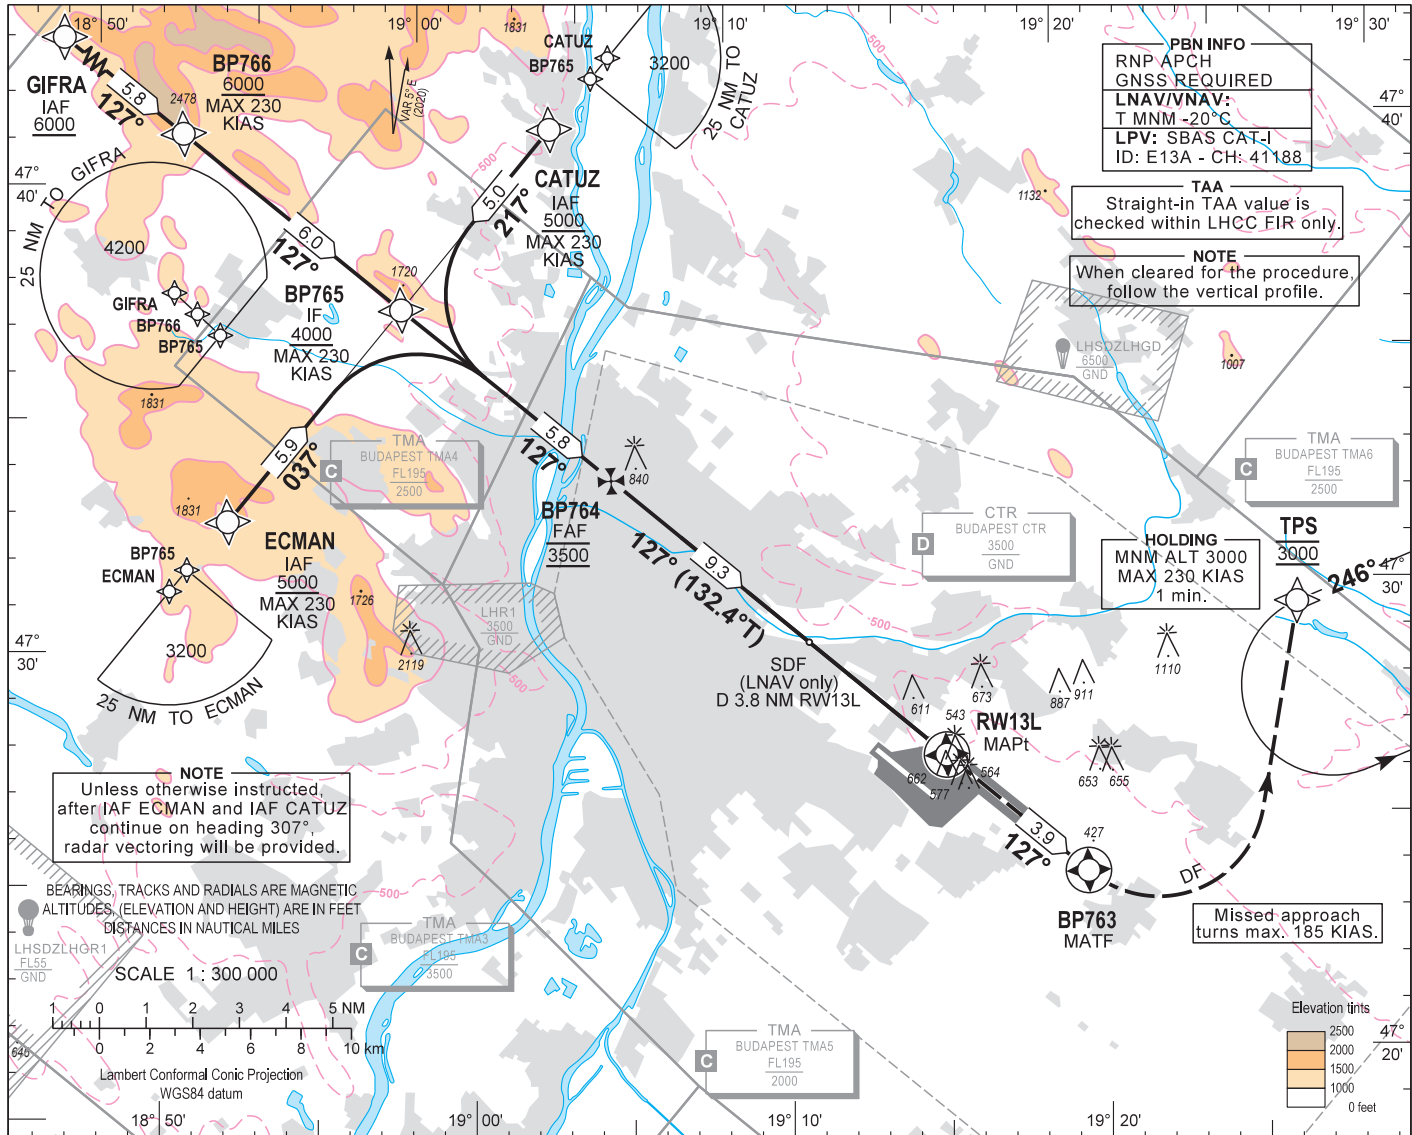 18° 50'
19° 00'
19° 10'
19° 20'
19° 30'
1831
CATUZ
BP765
3200
25 NM TO CATUZ
500
PBN INFO
RNP APCH
GNSS REQUIRED
LNAV/VNAV:
T MNM -20°C
LPV: SBAS CAT-I
ID: E13A - CH: 41188
47°
40'
GIFRA
IAF
6000
5.8
127°
2478
BP766
6000
MAX 230
KIAS
VAR 5° E
(2020)
47°
40'
25 NM TO GIFRA
4200
GIFRA
BP766
BP765
6.0
127°
1720
BP765
IF
4000
MAX 230
KIAS
5.0
217°
500
CATUZ
IAF
5000
MAX 230
KIAS
1132
TAA
Straight-in TAA value is
checked within LHCC FIR only.
NOTE
When cleared for the procedure,
follow the vertical profile.
LHSDZLHGD
6500
GND
1007
1831
5.9
037°
C
TMA
BUDAPEST TMA4
FL195
2500
5.8
127°
840
BP764
FAF
3500
C
TMA
BUDAPEST TMA6
FL195
2500
1831
BP765
ECMAN
ECMAN
IAF
5000
MAX 230
KIAS
3200
25 NM TO ECMAN
1726
2119
LHR1
3500
GND
500
9.3
127° (132.4°T)
D
CTR
BUDAPEST CTR
3500
GND
HOLDING
MNM ALT 3000
MAX 230 KIAS
1 min.
TPS
3000
246°
47°
30'
47°
30'
500
SDF
(LNAV only)
D 3.8 NM RW13L
611
673
887
911
1110
543
RW13L
MAPt
662
577
564
653
655
NOTE
Unless otherwise instructed,
after IAF ECMAN and IAF CATUZ
continue on heading 307°,
radar vectoring will be provided.
3.9
127°
427
DF
BP763
MATF
Missed approach
turns max. 185 KIAS.
BEARINGS, TRACKS AND RADIALS ARE MAGNETIC
ALTITUDES, (ELEVATION AND HEIGHT) ARE IN FEET
DISTANCES IN NAUTICAL MILES
500
LHSDZLHGR1
FL55
GND
C
TMA
BUDAPEST TMA3
FL195
3500
SCALE 1 : 300 000
1 0 1 2 3 4 5 NM
0 2 4 6 8 10 km
646
Lambert Conformal Conic Projection
WGS84 datum
C
TMA
BUDAPEST TMA5
FL195
2000
Elevation tints
2500
2000
1500
1000
0 feet
47°
20'
18° 50'
19° 00'
19° 10'
19° 20'